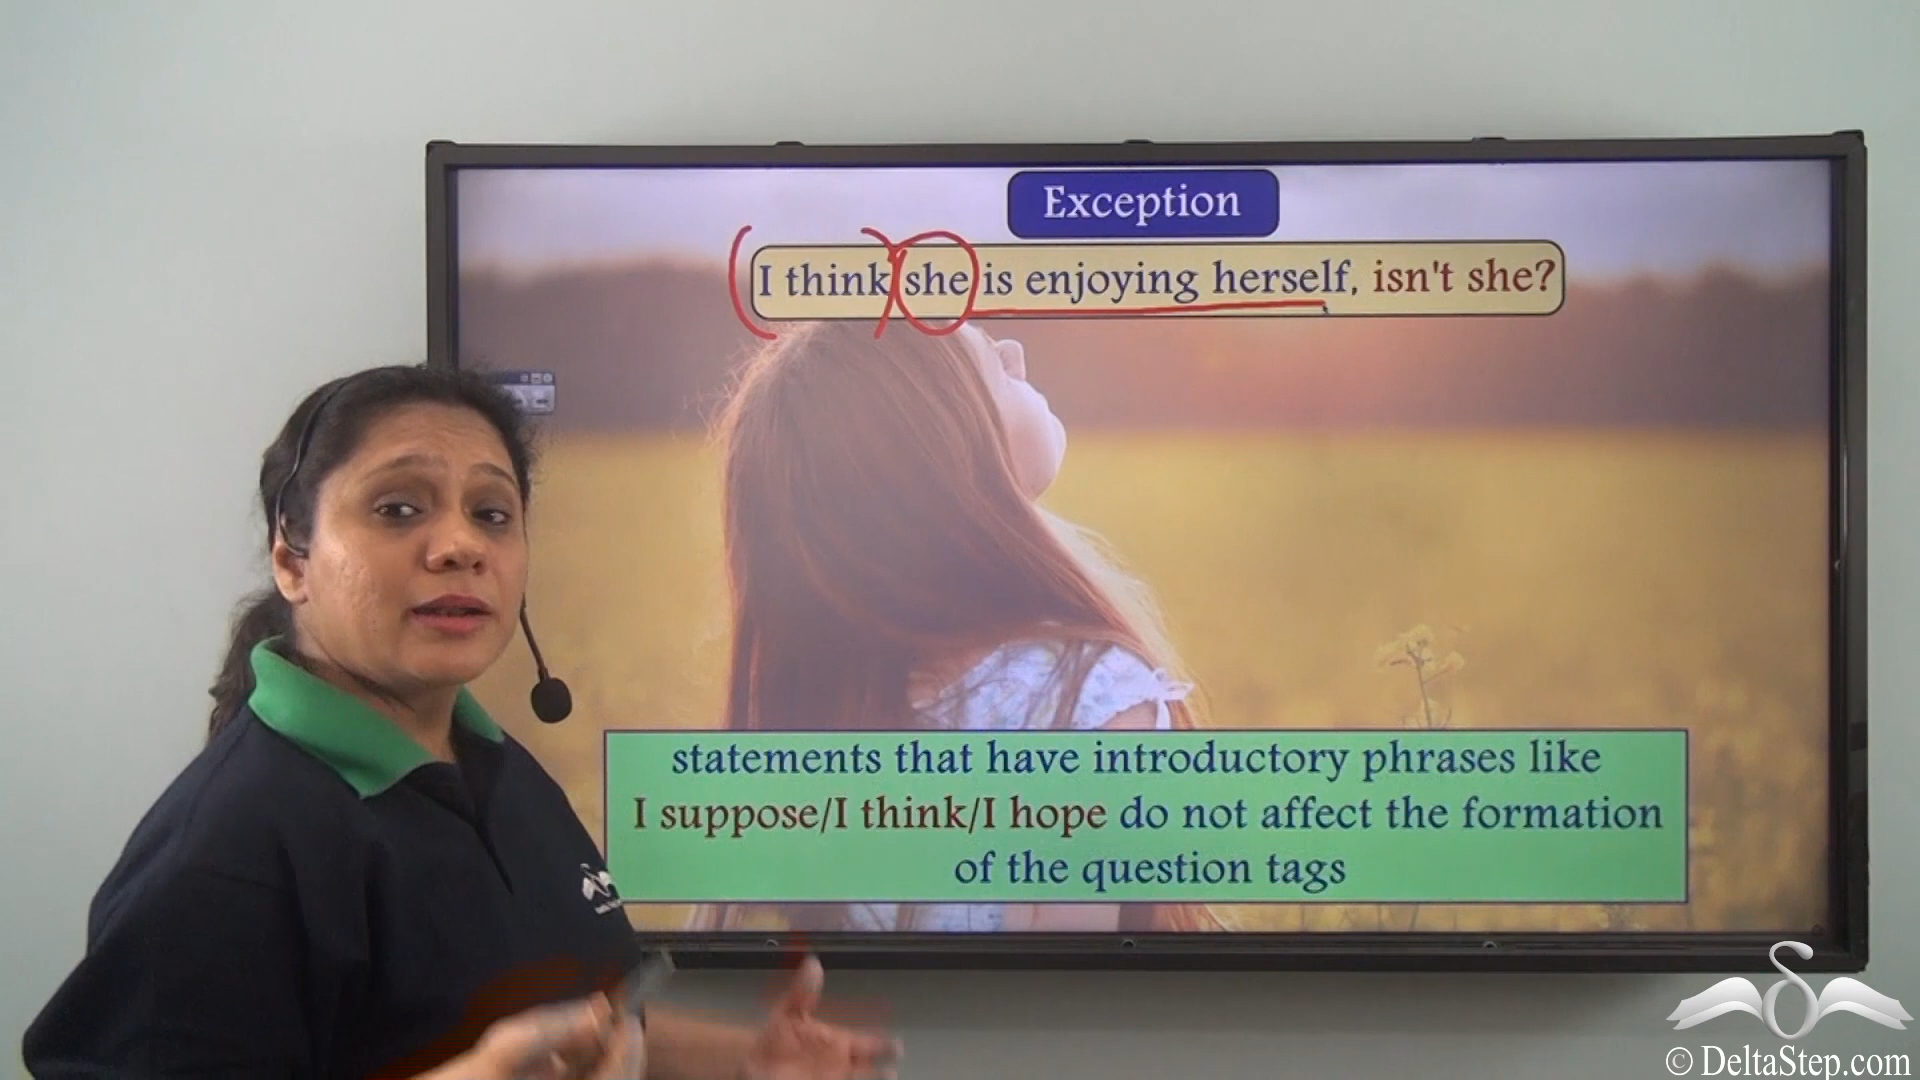 Exception
I think she is enjoying herself, isn't she?
statements that have introductory phrases like
I suppose/I think/I hope do not affect the formation
of the question tags
© DeltaStep.com